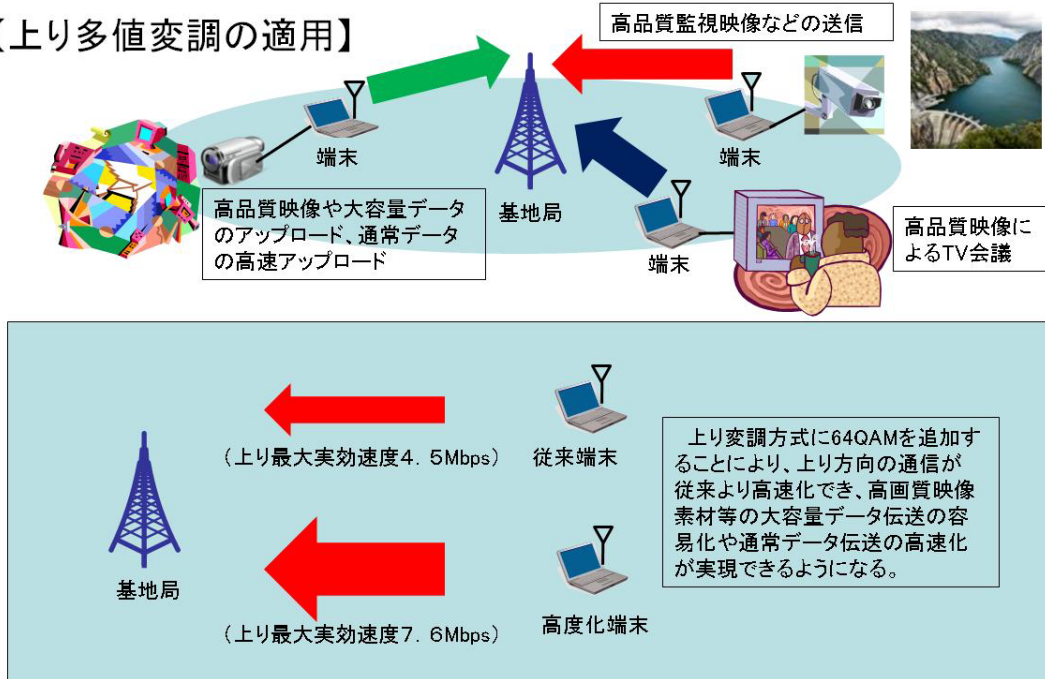 【上り多値変調の適用】
高品質監視映像などの送信
端末
端末
高品質映像や大容量データ
のアップロード、通常データ
の高速アップロード
基地局
端末
高品質映像に
よるTV会議
(上り最大実効速度4．5Mbps)
従来端末
上り変調方式に64QAMを追加す
ることにより、上り方向の通信が
従来より高速化でき、高画質映像
素材等の大容量データ伝送の容
易化や通常データ伝送の高速化
が実現できるようになる。
基地局
(上り最大実効速度7．6Mbps)
高度化端末